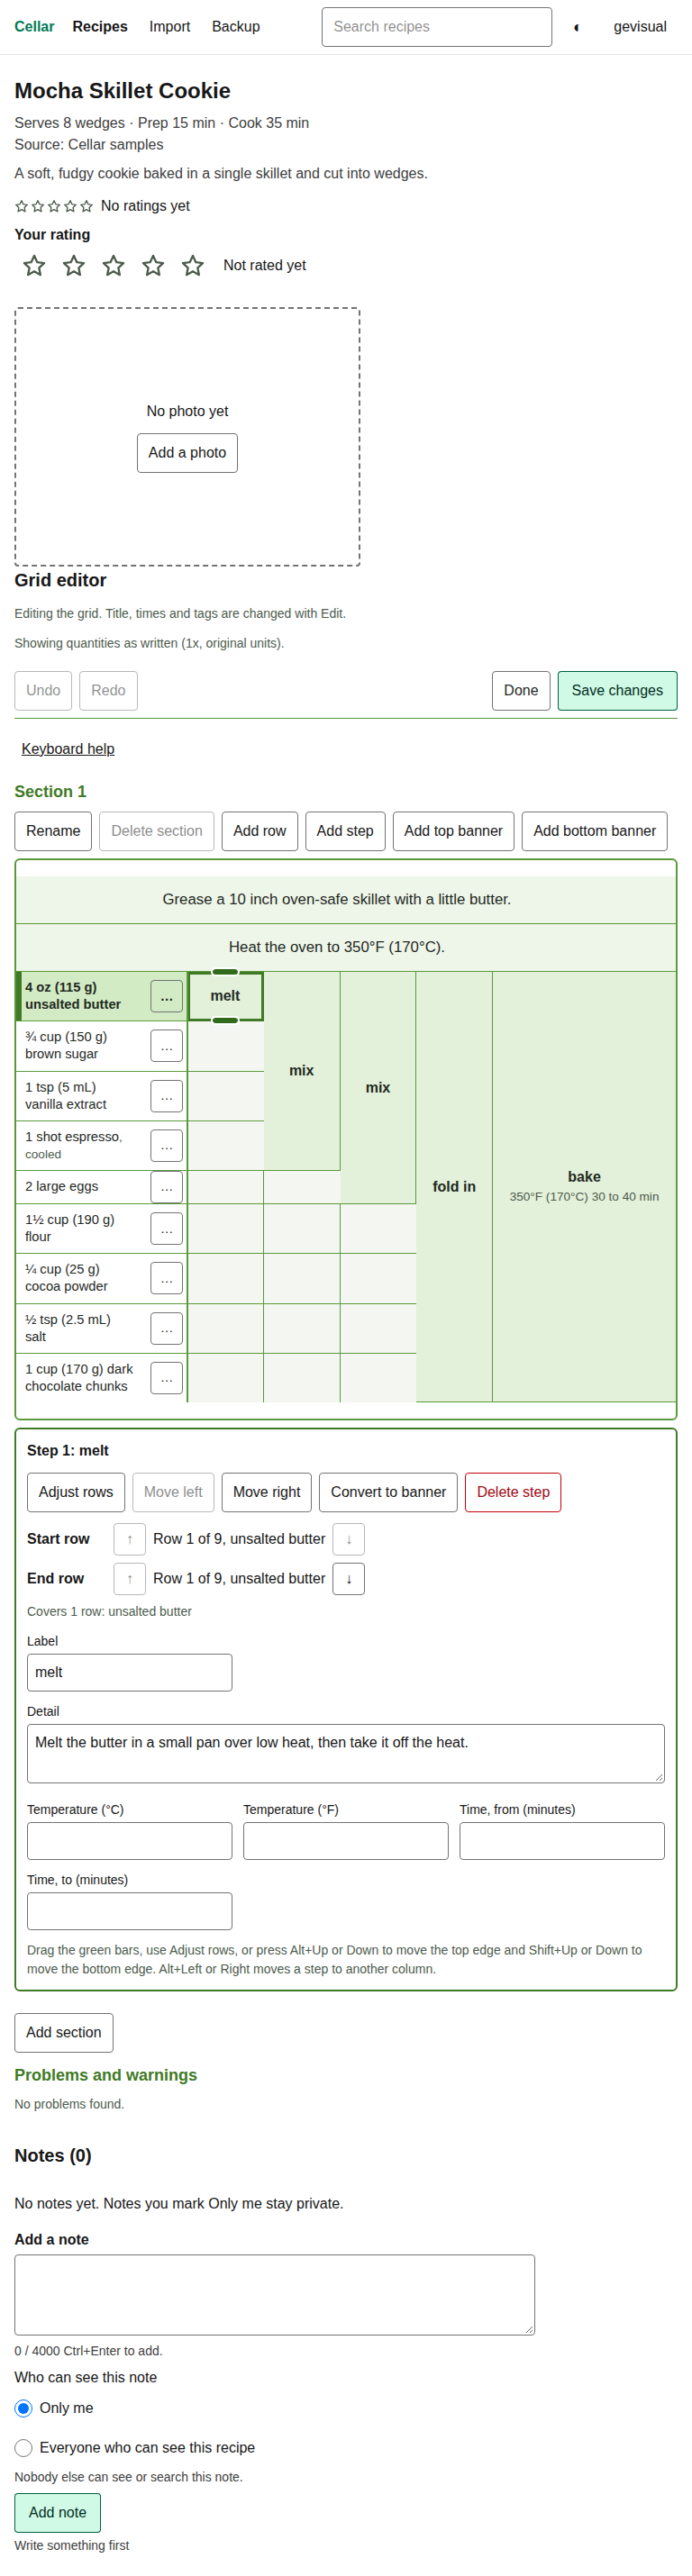 Cellar Recipes Import Backup Search recipes gevisual
Mocha Skillet Cookie
Serves 8 wedges · Prep 15 min · Cook 35 min
Source: Cellar samples
A soft, fudgy cookie baked in a single skillet and cut into wedges.
No ratings yet
Your rating
Not rated yet
No photo yet
Add a photo
Grid editor
Editing the grid. Title, times and tags are changed with Edit.
Showing quantities as written (1x, original units).
Undo Redo Done Save changes
Keyboard help
Section 1
Rename Delete section Add row Add step Add top banner Add bottom banner
Grease a 10 inch oven-safe skillet with a little butter.
Heat the oven to 350°F (170°C).
4 oz (115 g)
unsalted butter
...
melt
¾ cup (150 g)
brown sugar
...
1 tsp (5 mL)
vanilla extract
...
1 shot espresso,
cooled
...
mix
2 large eggs
...
mix
1½ cup (190 g)
flour
...
¼ cup (25 g)
cocoa powder
...
½ tsp (2.5 mL)
salt
...
1 cup (170 g) dark
chocolate chunks
...
fold in
bake
350°F (170°C) 30 to 40 min
Step 1: melt
Adjust rows Move left Move right Convert to banner Delete step
Start row ↑ Row 1 of 9, unsalted butter ↓
End row ↑ Row 1 of 9, unsalted butter ↓
Covers 1 row: unsalted butter
Label
melt
Detail
Melt the butter in a small pan over low heat, then take it off the heat.
Temperature (°C) Temperature (°F) Time, from (minutes)
Time, to (minutes)
Drag the green bars, use Adjust rows, or press Alt+Up or Down to move the top edge and Shift+Up or Down to
move the bottom edge. Alt+Left or Right moves a step to another column.
Add section
Problems and warnings
No problems found.
Notes (0)
No notes yet. Notes you mark Only me stay private.
Add a note
0 / 4000 Ctrl+Enter to add.
Who can see this note
Only me
Everyone who can see this recipe
Nobody else can see or search this note.
Add note
Write something first